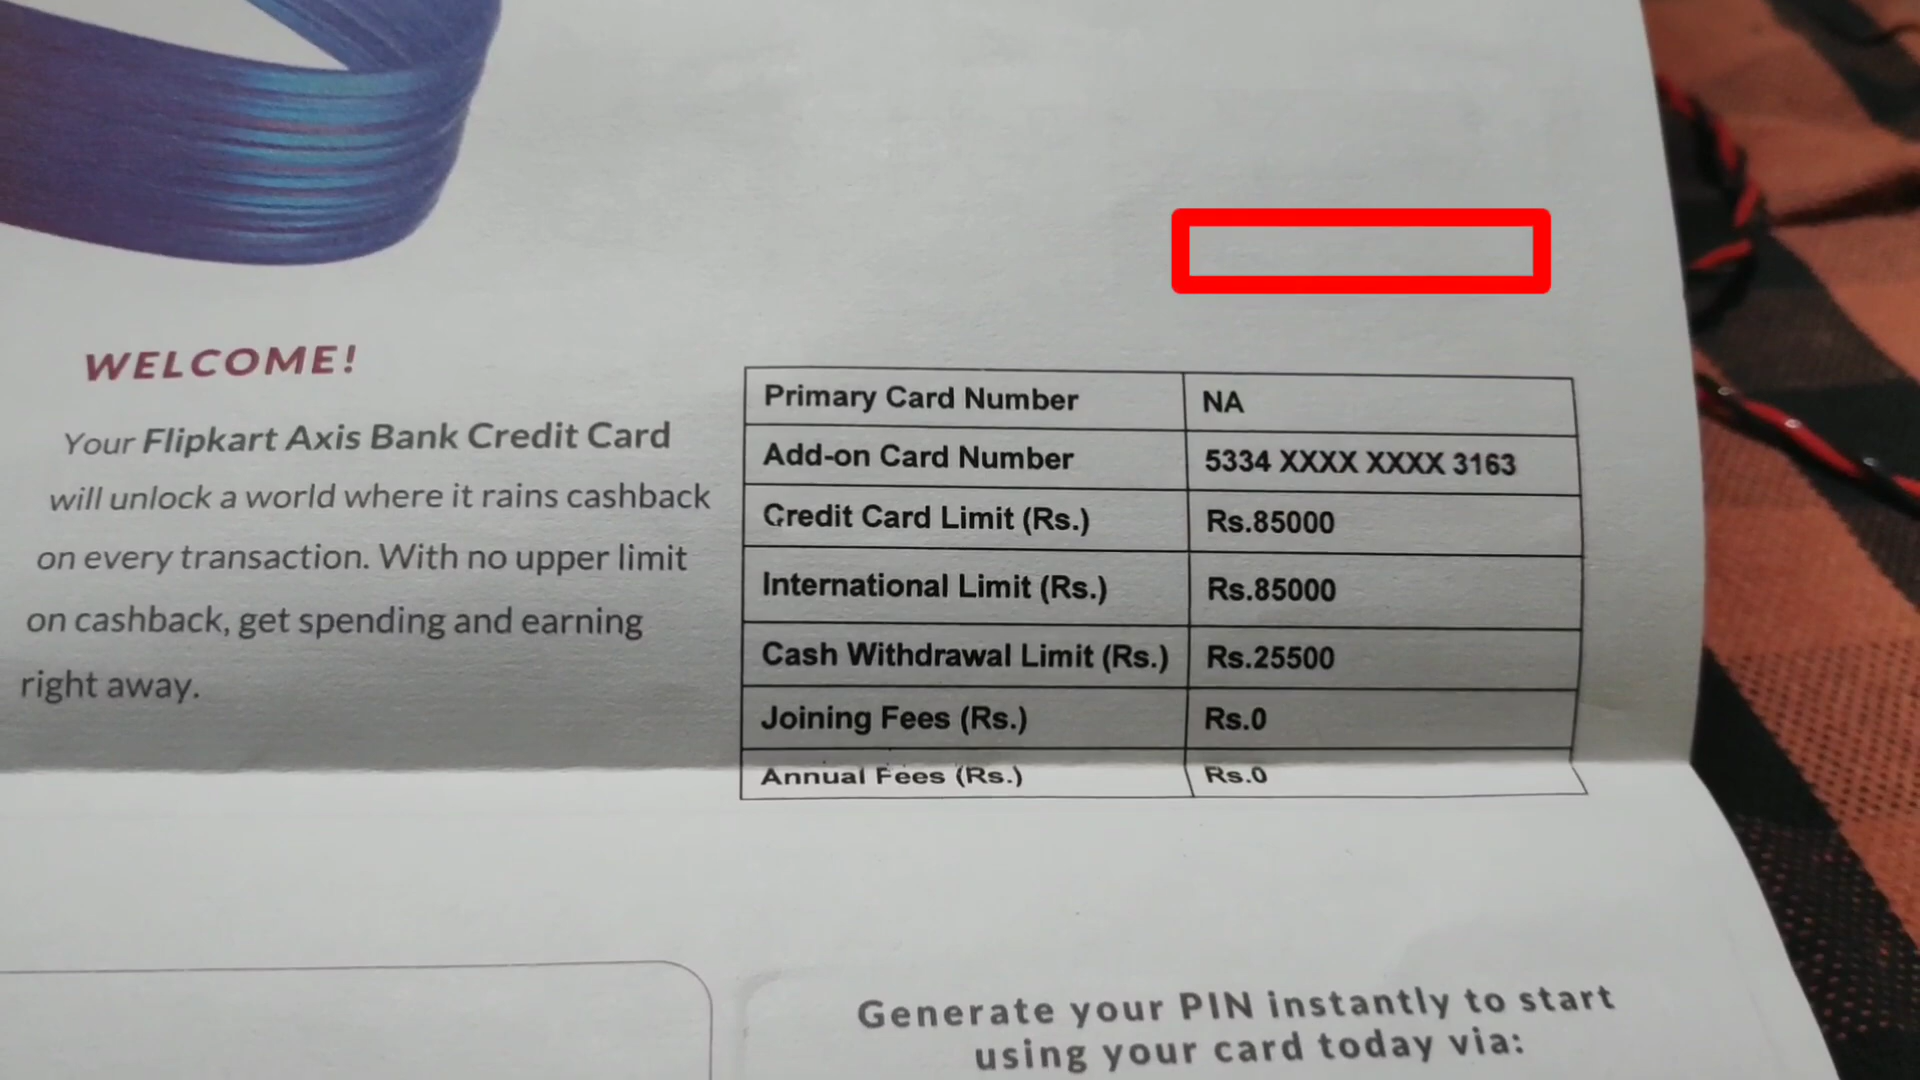 WELCOME!
Your Flipkart Axis Bank Credit Card
will unlock a world where it rains cashback
on every transaction. With no upper limit
on cashback, get spending and earning
right away.
Primary Card Number NA
Add-on Card Number 5334 XXXX XXXX 3163
Credit Card Limit (Rs.) Rs.85000
International Limit (Rs.) Rs.85000
Cash Withdrawal Limit (Rs.) Rs.25500
Joining Fees (Rs.) Rs.0
Annual Fees (Rs.) Rs.0
Generate your PIN instantly to start
using your card today via: